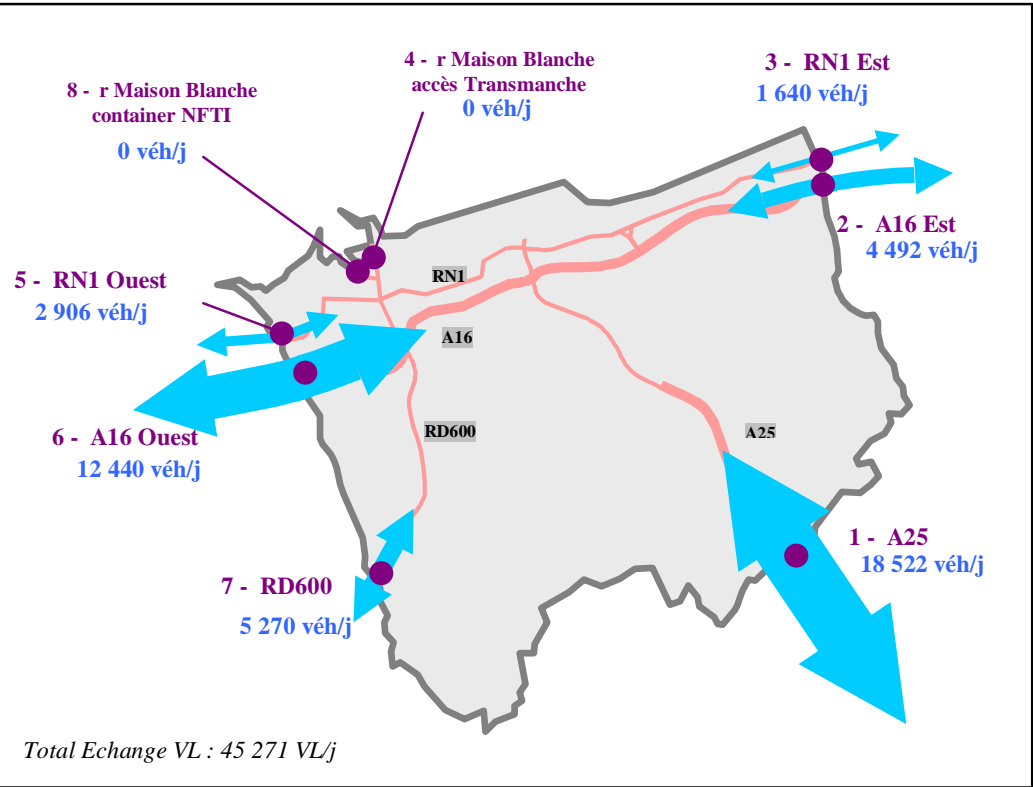 4 - r Maison Blanche
accès Transmanche
0 véh/j
3 - RN1 Est
1 640 véh/j
8 - r Maison Blanche
container NFTI
0 véh/j
2 - A16 Est
4 492 véh/j
5 - RN1 Ouest
2 906 véh/j
RN1
A16
6 - A16 Ouest
12 440 véh/j
RD600
A25
1 - A25
18 522 véh/j
7 - RD600
5 270 véh/j
Total Echange VL : 45 271 VL/j